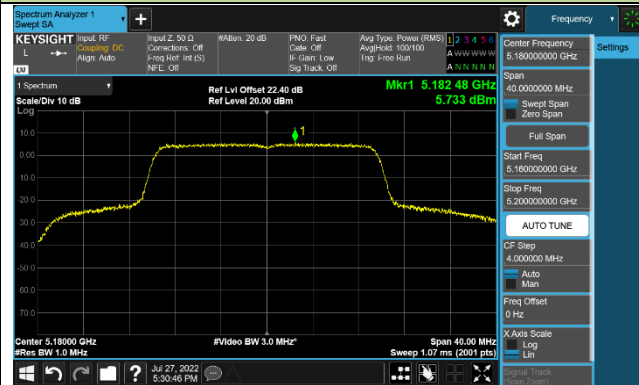 Spectrum Analyzer 1
Swept SA
+
Frequency
KEYSIGHT
L
Input: RF
Coupling: DC
Align: Auto
Input Z: 50 Ω
Corrections: Off
Freq Ref: Int (S)
NFE: Off
#Atten: 20 dB
PNO: Fast
Gate: Off
IF Gain: Low
Sig Track: Off
Avg Type: Power (RMS)
Avg|Hold: 100/100
Trig: Free Run
1 2 3 4 5 6
A W W W W W
A N N N N N
1 Spectrum
Scale/Div 10 dB
Log
Ref Lvl Offset 22.40 dB
Ref Level 20.00 dBm
Mkr1 5.182 48 GHz
5.733 dBm
1
10.0
0.00
-10.0
-20.0
-30.0
-40.0
-50.0
-60.0
-70.0
Center 5.18000 GHz
#Res BW 1.0 MHz
#Video BW 3.0 MHz*
Span 40.00 MHz
Sweep 1.07 ms (2001 pts)
?
Jul 27, 2022
5:30:46 PM
Center Frequency
5.180000000 GHz
Span
40.0000000 MHz
Swept Span
Zero Span
Full Span
Start Freq
5.160000000 GHz
Stop Freq
5.200000000 GHz
AUTO TUNE
CF Step
4.000000 MHz
Auto
Man
Freq Offset
0 Hz
X Axis Scale
Log
Lin
Signal Track
(Span Zoom)
Settings